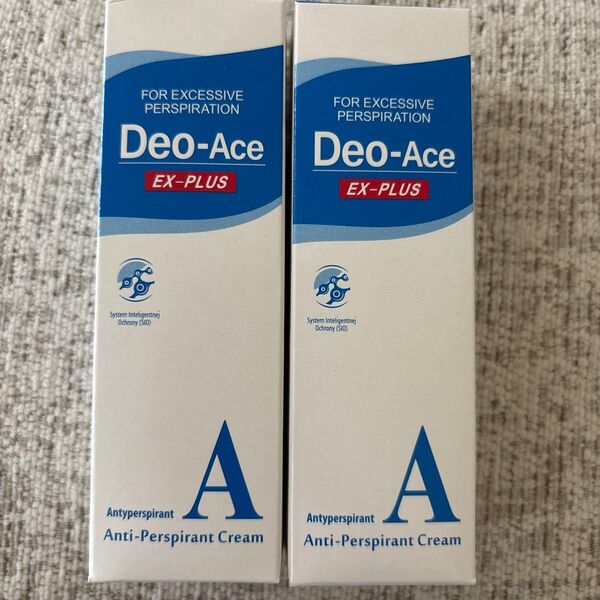 FOR EXCESSIVE
PERSPIRATION
Deo-Ace
EX-PLUS
System Inteligentnej
Ochrony (SIO)
Antyperspirant
A
Anti-Perspirant Cream
FOR EXCESSIVE
PERSPIRATION
Deo-Ace
EX-PLUS
System Inteligentnej
Ochrony (SIO)
Antyperspirant
A
Anti-Perspirant Cream